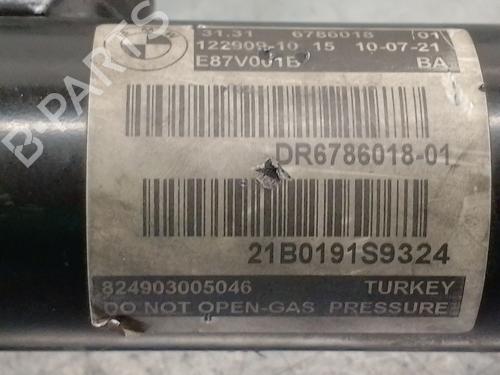 31.31 6786018 01
122909-10 15 10-07-21
E87V001B BA
DR6786018-01
21B0191S9324
824903005046 TURKEY
DO NOT OPEN-GAS PRESSURE
B-PARTS